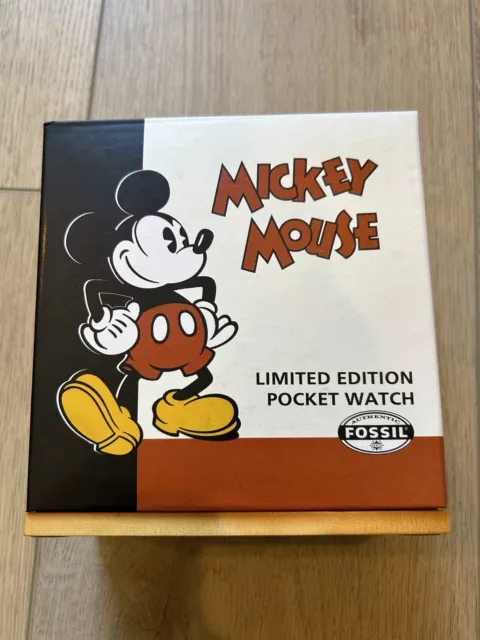 MICKEY
MOUSE
LIMITED EDITION
POCKET WATCH
AUTHENTIC
FOSSIL